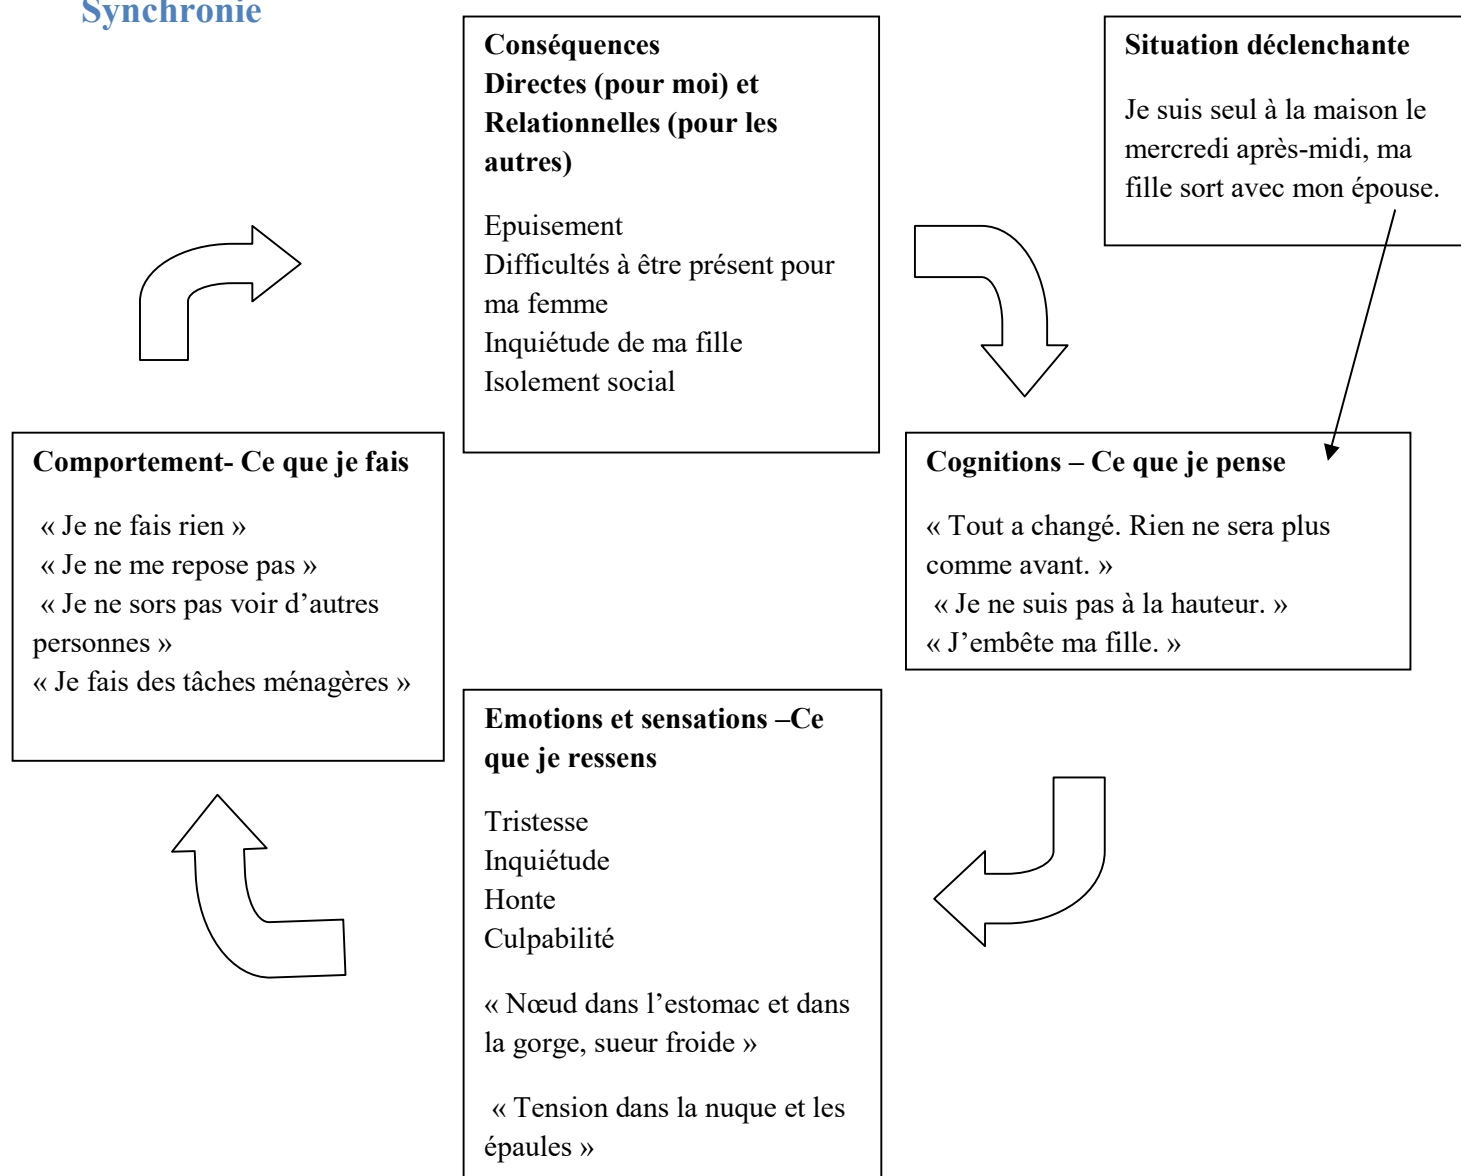 Synchronie
Conséquences
Directes (pour moi) et
Relationnelles (pour les
autres)
Epuisement
Difficultés à être présent pour
ma femme
Inquiétude de ma fille
Isolement social
Situation déclenchante
Je suis seul à la maison le
mercredi après-midi, ma
fille sort avec mon épouse.
Comportement- Ce que je fais
« Je ne fais rien »
« Je ne me repose pas »
« Je ne sors pas voir d’autres
personnes »
« Je fais des tâches ménagères »
Cognitions – Ce que je pense
« Tout a changé. Rien ne sera plus
comme avant. »
« Je ne suis pas à la hauteur. »
« J’embête ma fille. »
Emotions et sensations –Ce
que je ressens
Tristesse
Inquiétude
Honte
Culpabilité
« Nœud dans l’estomac et dans
la gorge, sueur froide »
« Tension dans la nuque et les
épaules »